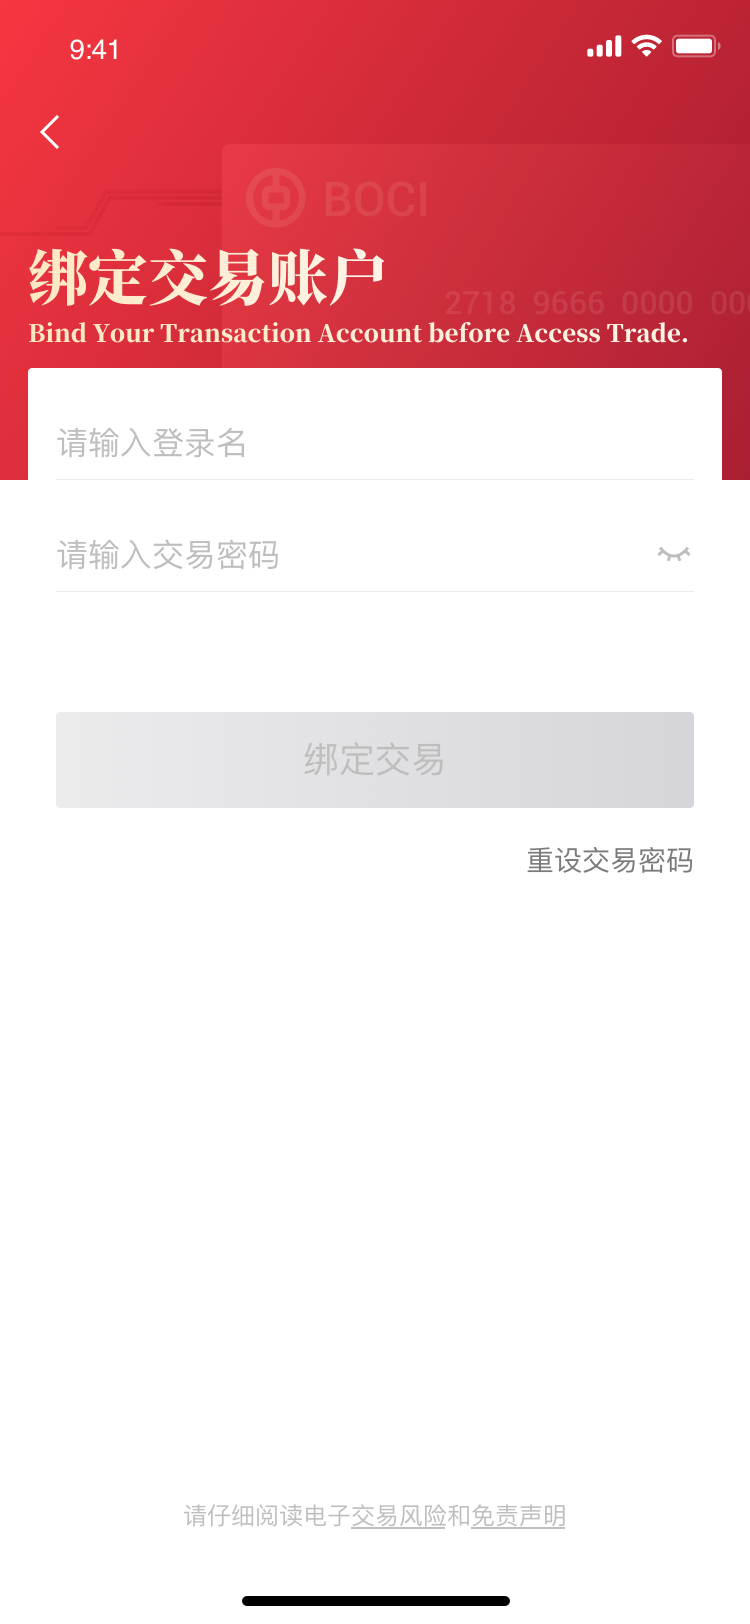 9:41
BOCI
绑定交易账户
2718 9666 0000
Bind Your Transaction Account before Access Trade.
请输入登录名
请输入交易密码
绑定交易
重设交易密码
请仔细阅读电子交易风险和免责声明